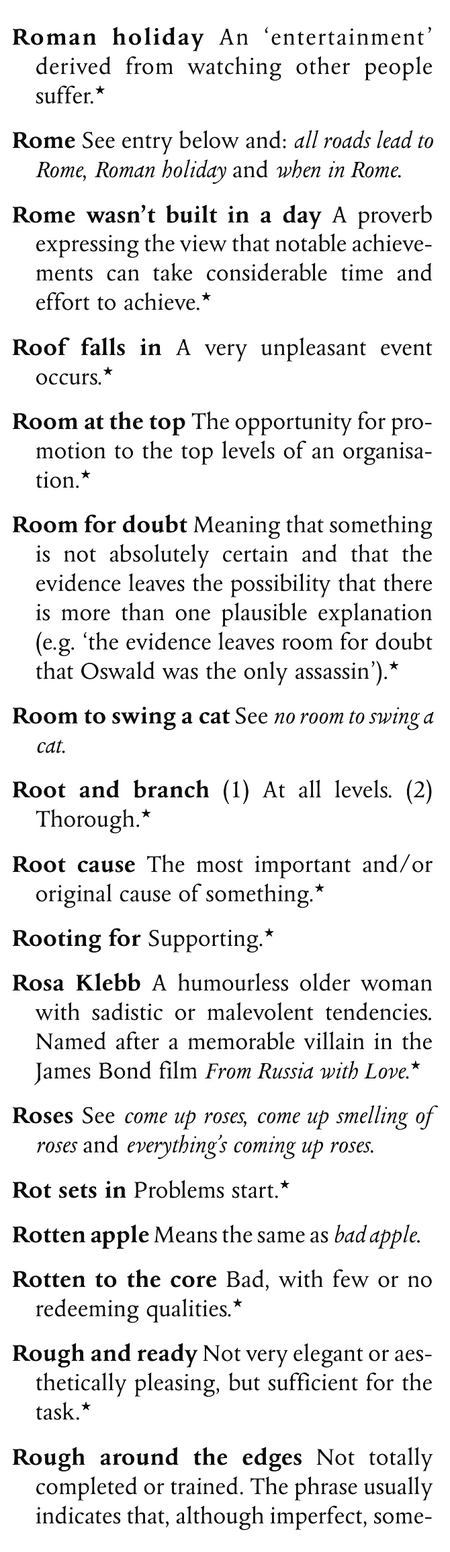 Roman holiday An ‘entertainment’
derived from watching other people
suffer.★
Rome See entry below and: all roads lead to
Rome, Roman holiday and when in Rome.
Rome wasn’t built in a day A proverb
expressing the view that notable achieve-
ments can take considerable time and
effort to achieve.★
Roof falls in A very unpleasant event
occurs.★
Room at the top The opportunity for pro-
motion to the top levels of an organisa-
tion.★
Room for doubt Meaning that something
is not absolutely certain and that the
evidence leaves the possibility that there
is more than one plausible explanation
(e.g. ‘the evidence leaves room for doubt
that Oswald was the only assassin’).★
Room to swing a cat See no room to swing a
cat.
Root and branch (1) At all levels. (2)
Thorough.★
Root cause The most important and/or
original cause of something.★
Rooting for Supporting.★
Rosa Klebb A humourless older woman
with sadistic or malevolent tendencies.
Named after a memorable villain in the
James Bond film From Russia with Love.★
Roses See come up roses, come up smelling of
roses and everything’s coming up roses.
Rot sets in Problems start.★
Rotten apple Means the same as bad apple.
Rotten to the core Bad, with few or no
redeeming qualities.★
Rough and ready Not very elegant or aes-
thetically pleasing, but sufficient for the
task.★
Rough around the edges Not totally
completed or trained. The phrase usually
indicates that, although imperfect, some-